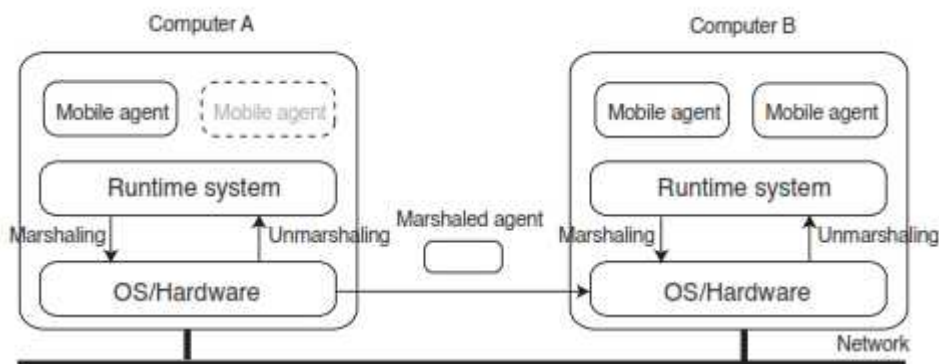 Computer A
Computer B
Mobile agent
Mobile agent
Mobile agent
Mobile agent
Runtime system
Runtime system
Marshaled agent
Marshaling
Unmarshaling
Marshaling
Unmarshaling
OS/Hardware
OS/Hardware
Network